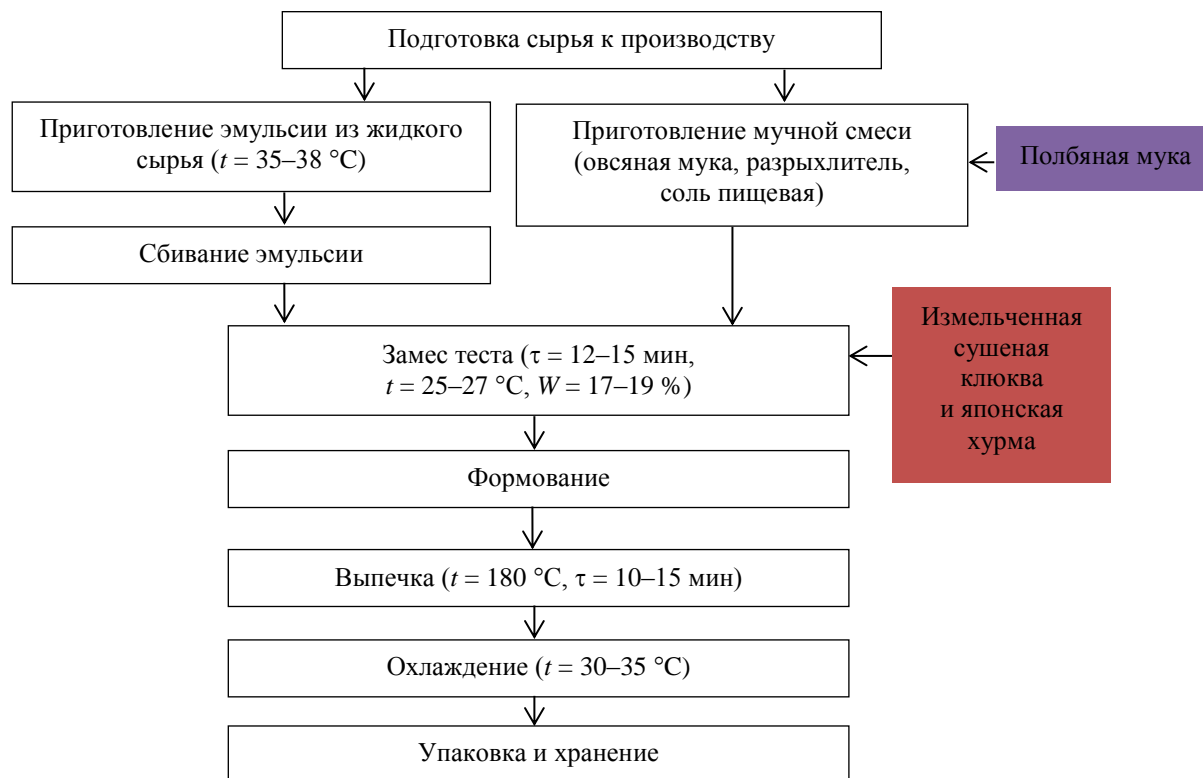 Подготовка сырья к производству
Приготовление эмульсии из жидкого
сырья (t = 35–38 °C)
Приготовление мучной смеси
(овсяная мука, разрыхлитель,
соль пищевая)
Полбяная мука
Сбивание эмульсии
Замес теста (τ = 12–15 мин,
t = 25–27 °C, W = 17–19 %)
Измельченная
сушеная
клюква
и японская
хурма
Формование
Выпечка (t = 180 °C, τ = 10–15 мин)
Охлаждение (t = 30–35 °C)
Упаковка и хранение